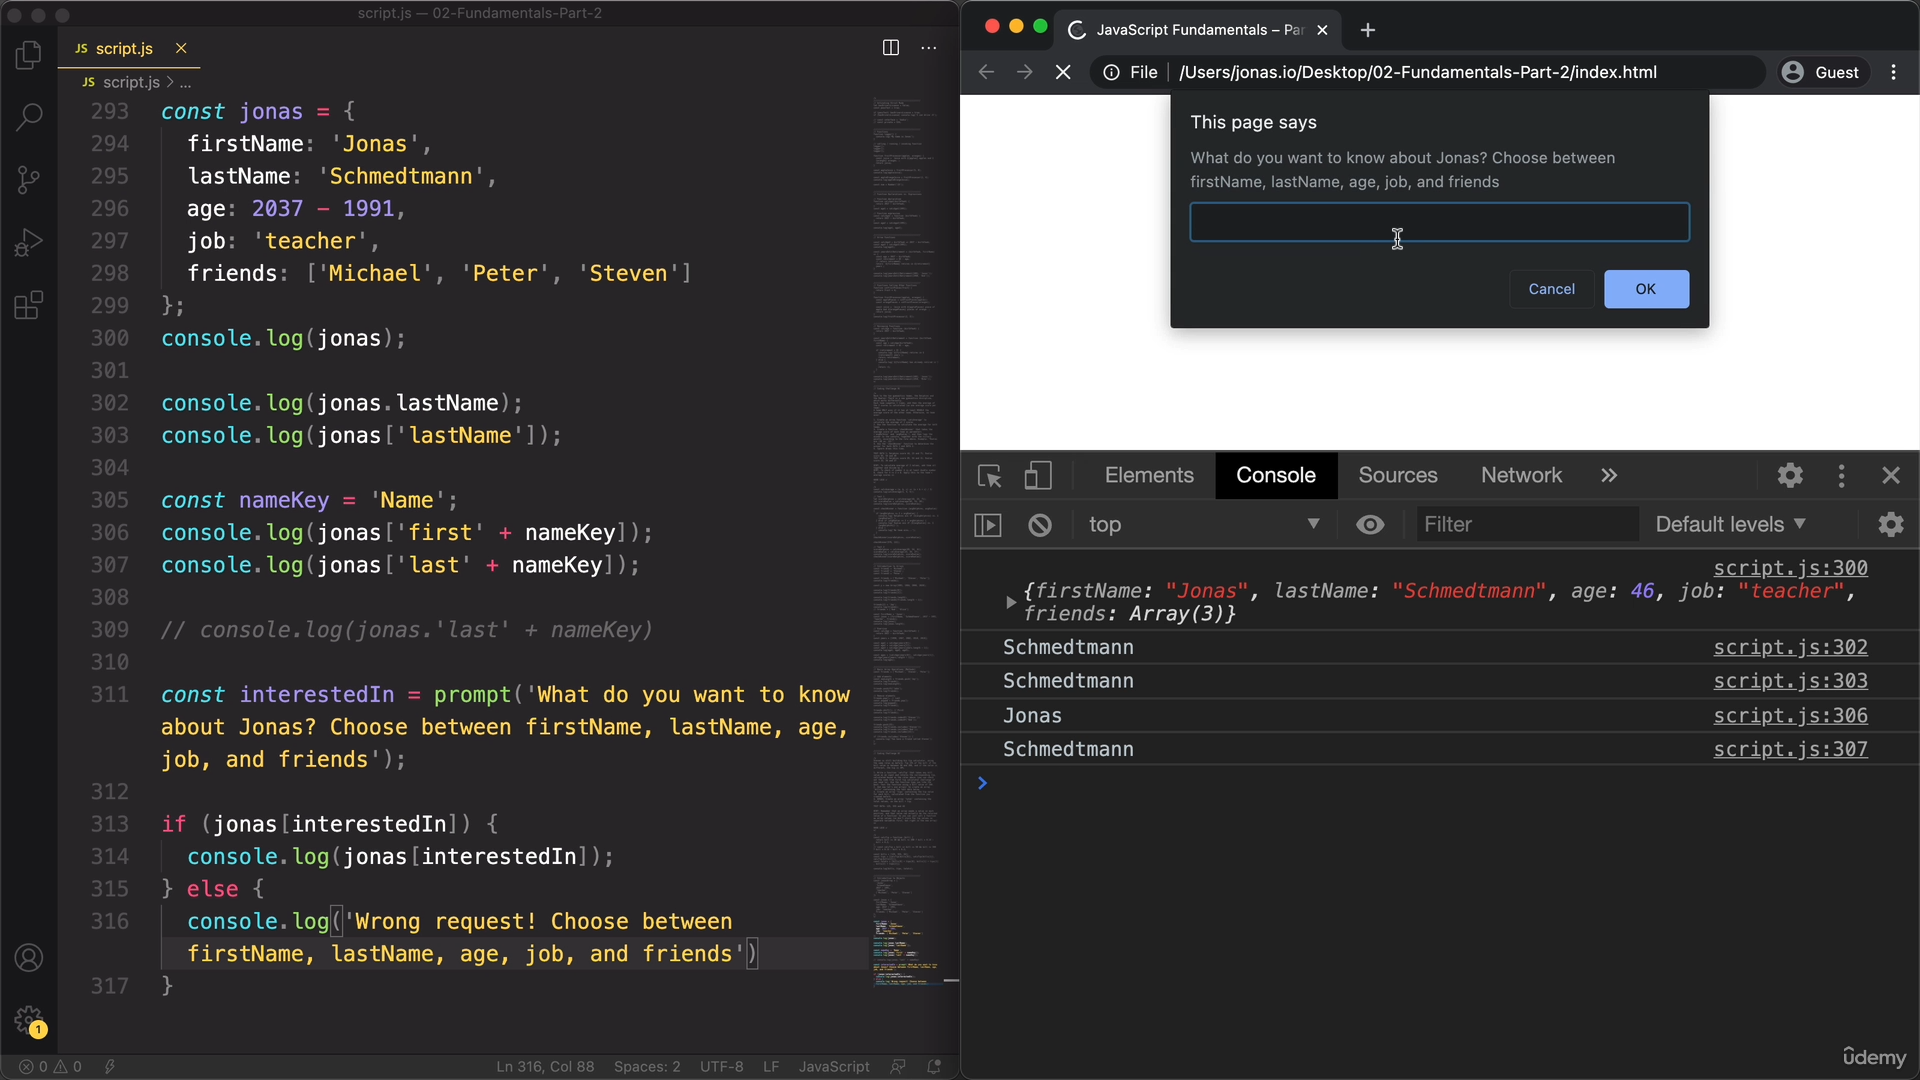 script.js — 02-Fundamentals-Part-2
JS script.js
JS script.js > ...
293 const jonas = {
294 firstName: 'Jonas',
295 lastName: 'Schmedtmann',
296 age: 2037 - 1991,
297 job: 'teacher',
298 friends: ['Michael', 'Peter', 'Steven']
299 };
300 console.log(jonas);
301
302 console.log(jonas.lastName);
303 console.log(jonas['lastName']);
304
305 const nameKey = 'Name';
306 console.log(jonas['first' + nameKey]);
307 console.log(jonas['last' + nameKey]);
308
309 // console.log(jonas.'last' + nameKey)
310
311 const interestedIn = prompt('What do you want to know
about Jonas? Choose between firstName, lastName, age,
job, and friends');
312
313 if (jonas[interestedIn]) {
314 console.log(jonas[interestedIn]);
315 } else {
316 console.log('Wrong request! Choose between
firstName, lastName, age, job, and friends')
317 }
1
0 0
Ln 316, Col 88 Spaces: 2 UTF-8 LF JavaScript
JavaScript Fundamentals – Par
File /Users/jonas.io/Desktop/02-Fundamentals-Part-2/index.html Guest
This page says
What do you want to know about Jonas? Choose between
firstName, lastName, age, job, and friends
Cancel OK
Elements Console Sources Network »
top Filter Default levels
script.js:300
{firstName: "Jonas", lastName: "Schmedtmann", age: 46, job: "teacher",
friends: Array(3)}
Schmedtmann script.js:302
Schmedtmann script.js:303
Jonas script.js:306
Schmedtmann script.js:307
ûdemy